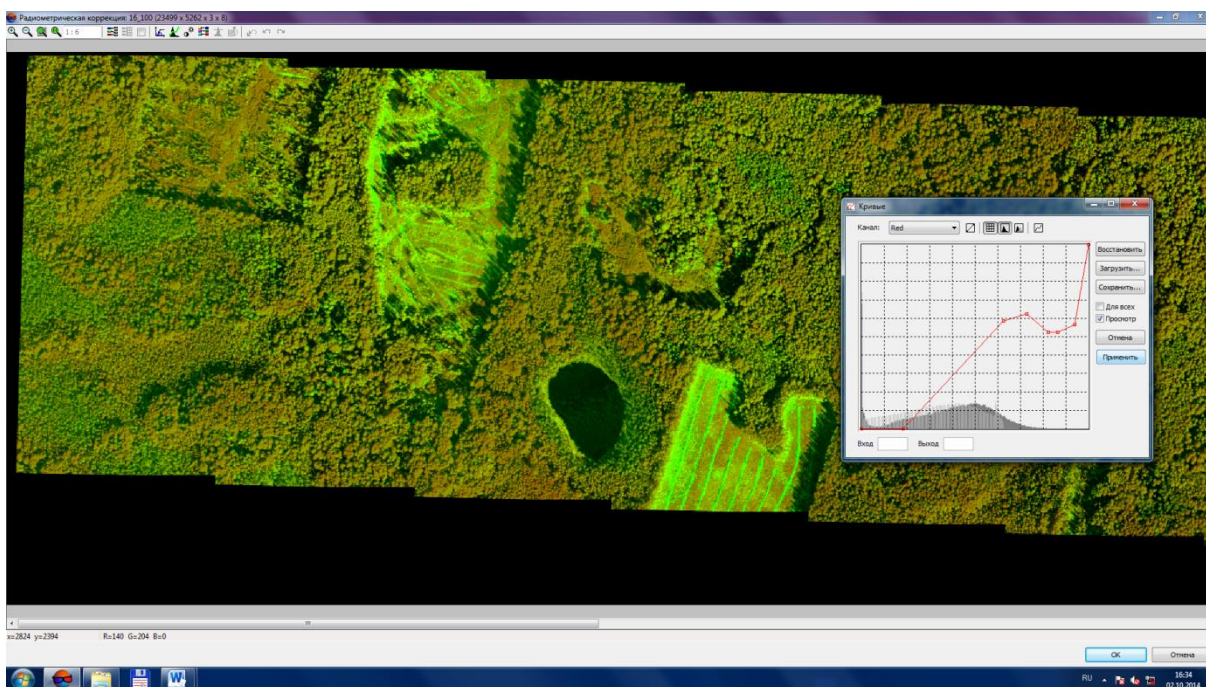 Радиометрическая коррекция: 16_100 (23499 x 5262 x 3 x 8)
1:6
Кривые
Канал: Red
Восстановить
Загрузить...
Сохранить...
Для всех
Просмотр
Отмена
Применить
Вход Выход
x=2824 y=2394 R=140 G=204 B=0
OK Отмена
RU 16:34
02.10.2014